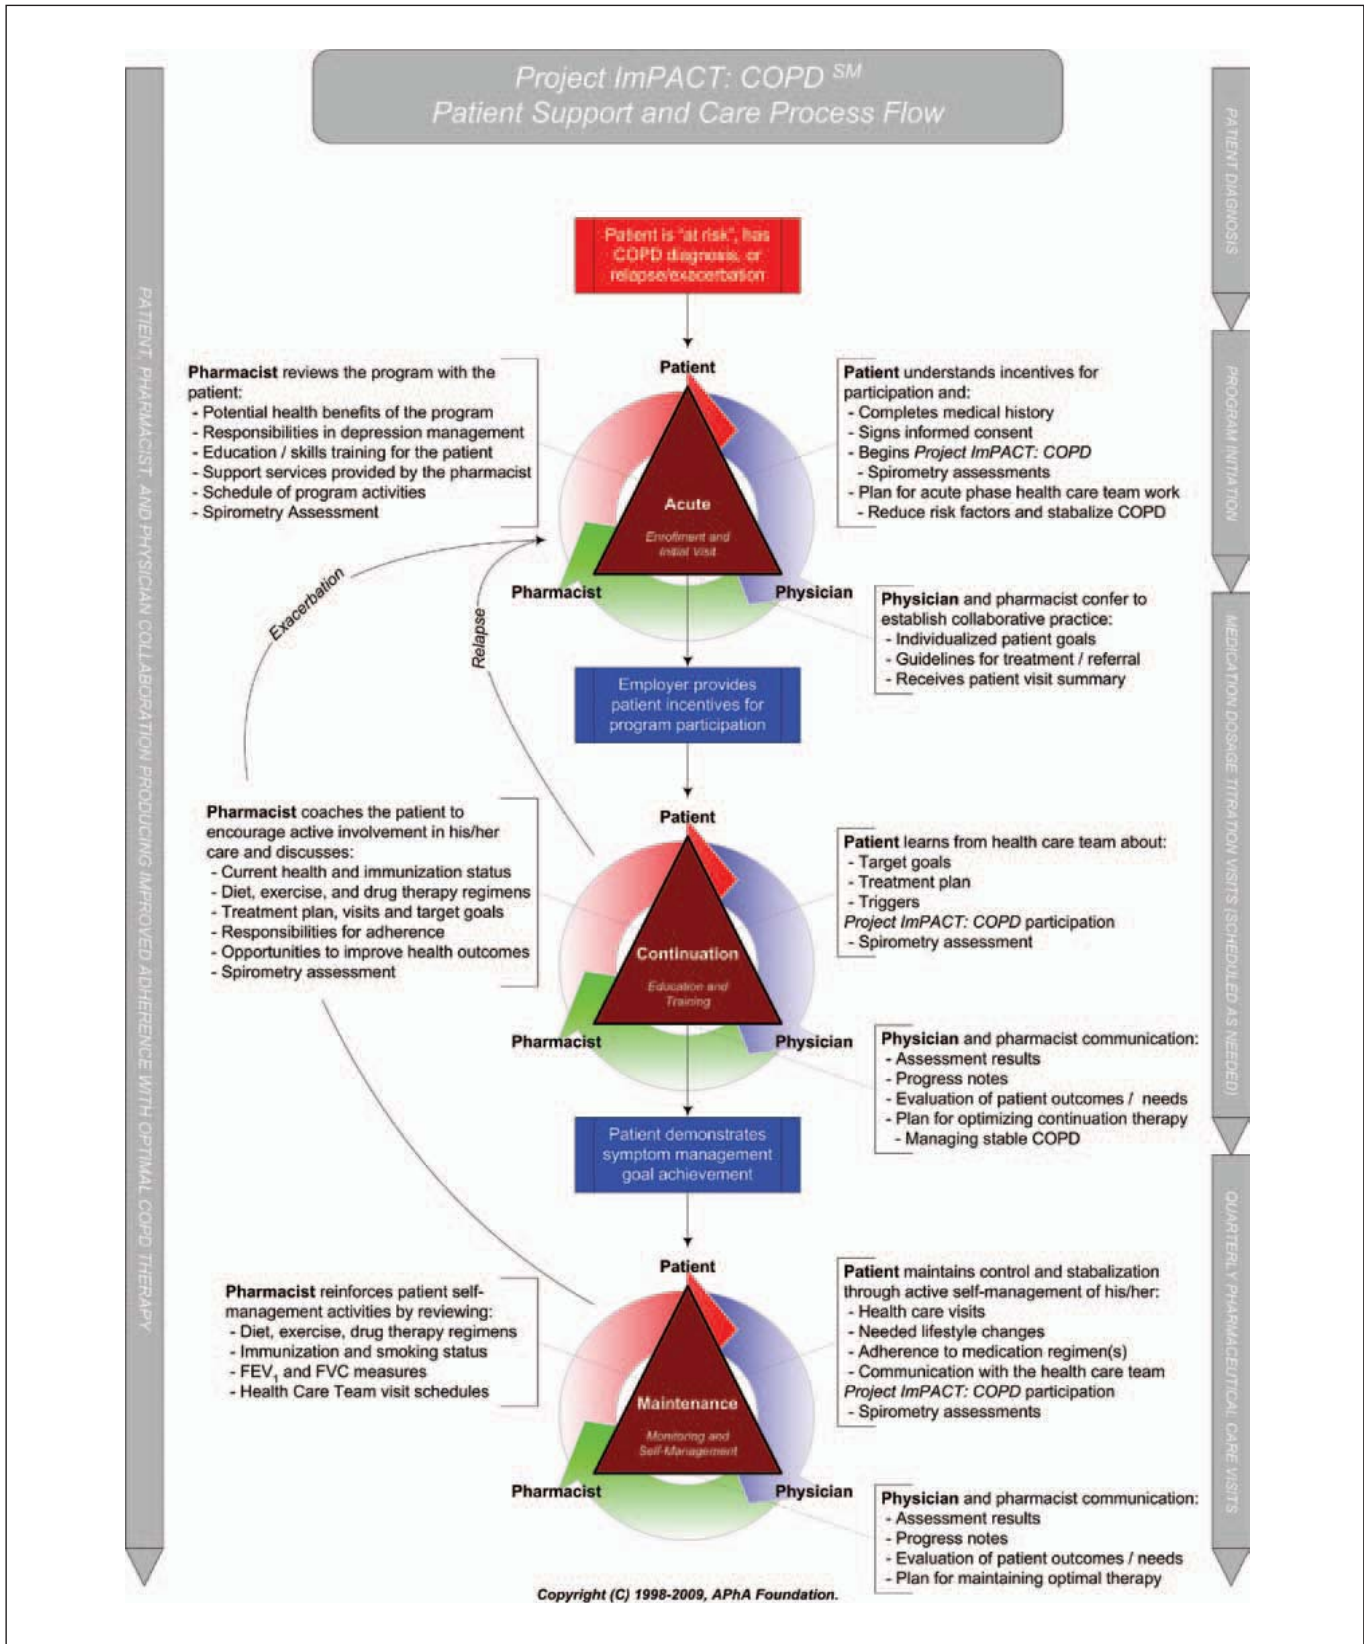 Project ImPACT: COPD SM
Patient Support and Care Process Flow
PATIENT, PHARMACIST, AND PHYSICIAN COLLABORATION PRODUCING IMPROVED ADHERENCE WITH OPTIMAL COPD THERAPY
PATIENT DIAGNOSIS
PROGRAM INITIATION
MEDICATION DOSAGE TITRATION VISITS (SCHEDULED AS NEEDED)
QUARTERLY PHARMACEUTICAL CARE VISITS
Patient is "at risk", has
COPD diagnosis, or
relapse/exacerbation
Pharmacist reviews the program with the
patient:
- Potential health benefits of the program
- Responsibilities in depression management
- Education / skills training for the patient
- Support services provided by the pharmacist
- Schedule of program activities
- Spirometry Assessment
Patient
Acute
Enrollment and
Initial Visit
Pharmacist
Physician
Patient understands incentives for
participation and:
- Completes medical history
- Signs informed consent
- Begins Project ImPACT: COPD
- Spirometry assessments
- Plan for acute phase health care team work
- Reduce risk factors and stabalize COPD
Physician and pharmacist confer to
establish collaborative practice:
- Individualized patient goals
- Guidelines for treatment / referral
- Receives patient visit summary
Exacerbation
Relapse
Employer provides
patient incentives for
program participation
Pharmacist coaches the patient to
encourage active involvement in his/her
care and discusses:
- Current health and immunization status
- Diet, exercise, and drug therapy regimens
- Treatment plan, visits and target goals
- Responsibilities for adherence
- Opportunities to improve health outcomes
- Spirometry assessment
Patient
Continuation
Education and
Training
Pharmacist
Physician
Patient learns from health care team about:
- Target goals
- Treatment plan
- Triggers
Project ImPACT: COPD participation
- Spirometry assessment
Physician and pharmacist communication:
- Assessment results
- Progress notes
- Evaluation of patient outcomes / needs
- Plan for optimizing continuation therapy
- Managing stable COPD
Patient demonstrates
symptom management
goal achievement
Pharmacist reinforces patient self-
management activities by reviewing:
- Diet, exercise, drug therapy regimens
- Immunization and smoking status
- FEV1 and FVC measures
- Health Care Team visit schedules
Patient
Maintenance
Monitoring and
Self-Management
Pharmacist
Physician
Patient maintains control and stabalization
through active self-management of his/her:
- Health care visits
- Needed lifestyle changes
- Adherence to medication regimen(s)
- Communication with the health care team
Project ImPACT: COPD participation
- Spirometry assessments
Physician and pharmacist communication:
- Assessment results
- Progress notes
- Evaluation of patient outcomes / needs
- Plan for maintaining optimal therapy
Copyright (C) 1998-2009, APhA Foundation.